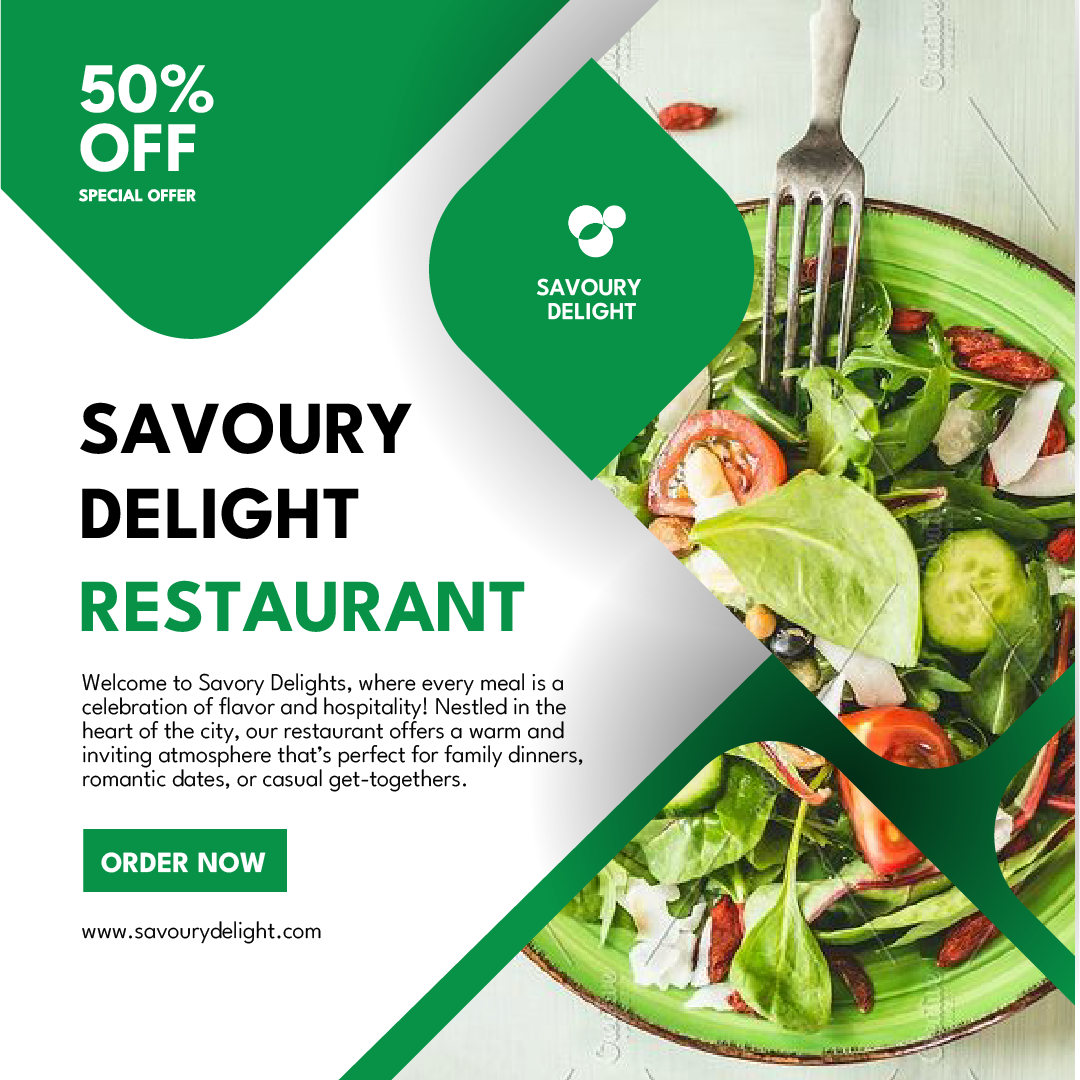 50%
OFF
SPECIAL OFFER
SAVOURY
DELIGHT
SAVOURY
DELIGHT
RESTAURANT
Welcome to Savory Delights, where every meal is a
celebration of flavor and hospitality! Nestled in the
heart of the city, our restaurant offers a warm and
inviting atmosphere that’s perfect for family dinners,
romantic dates, or casual get-togethers.
ORDER NOW
www.savourydelight.com